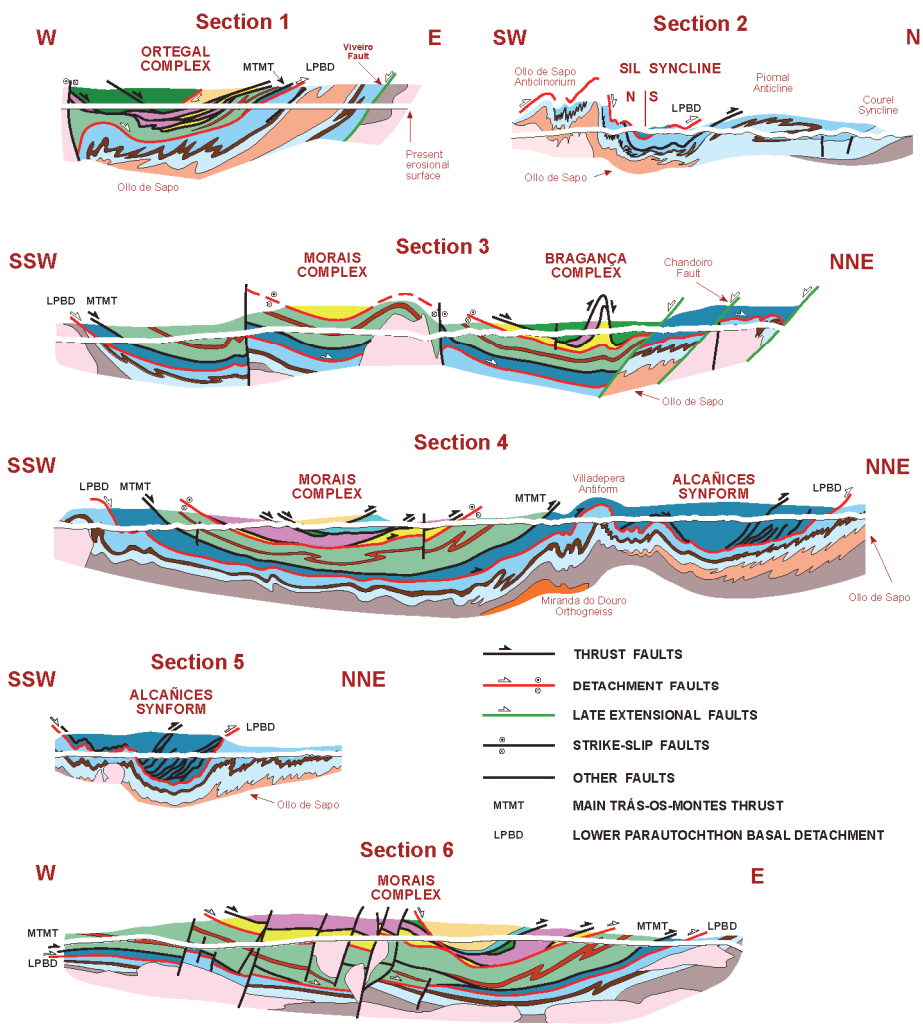 Section 1
W
E
ORTEGAL
COMPLEX
MTMT
LPBD
Viveiro
Fault
Present
erosional
surface
Ollo de Sapo
Section 2
SW
N
Ollo de Sapo
Anticlinorium
SIL SYNCLINE
N S
LPBD
Piornal
Anticline
Courel
Syncline
Ollo de Sapo
Section 3
SSW
NNE
MORAIS
COMPLEX
BRAGANÇA
COMPLEX
Chandoiro
Fault
LPBD
MTMT
Ollo de Sapo
Section 4
SSW
NNE
LPBD
MTMT
MORAIS
COMPLEX
MTMT
Villadepera
Antiform
ALCAÑICES
SYNFORM
LPBD
Miranda do Douro
Orthogneiss
Ollo de Sapo
Section 5
SSW
NNE
ALCAÑICES
SYNFORM
LPBD
Ollo de Sapo
THRUST FAULTS
DETACHMENT FAULTS
LATE EXTENSIONAL FAULTS
STRIKE-SLIP FAULTS
OTHER FAULTS
MTMT MAIN TRÁS-OS-MONTES THRUST
LPBD LOWER PARAUTOCHTHON BASAL DETACHMENT
Section 6
W
E
MORAIS
COMPLEX
MTMT
LPBD
MTMT
LPBD